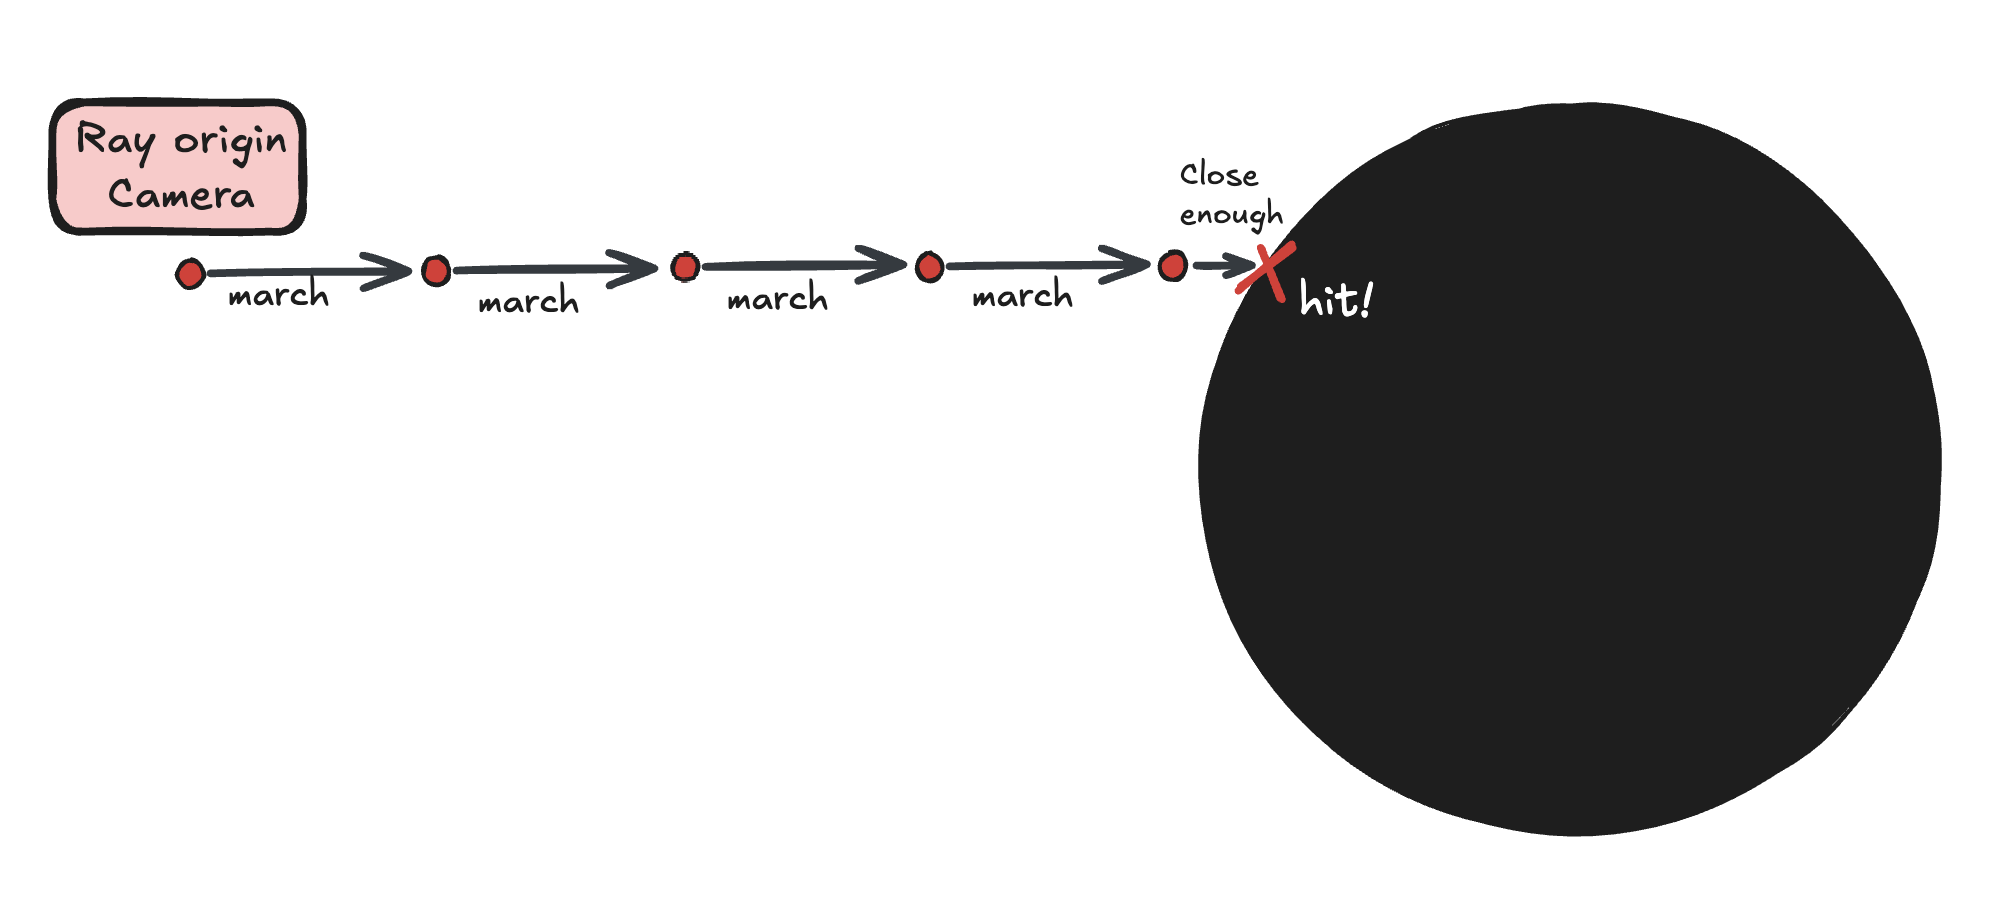 Ray origin
Camera
Close
enough
march
march
march
march
hit!